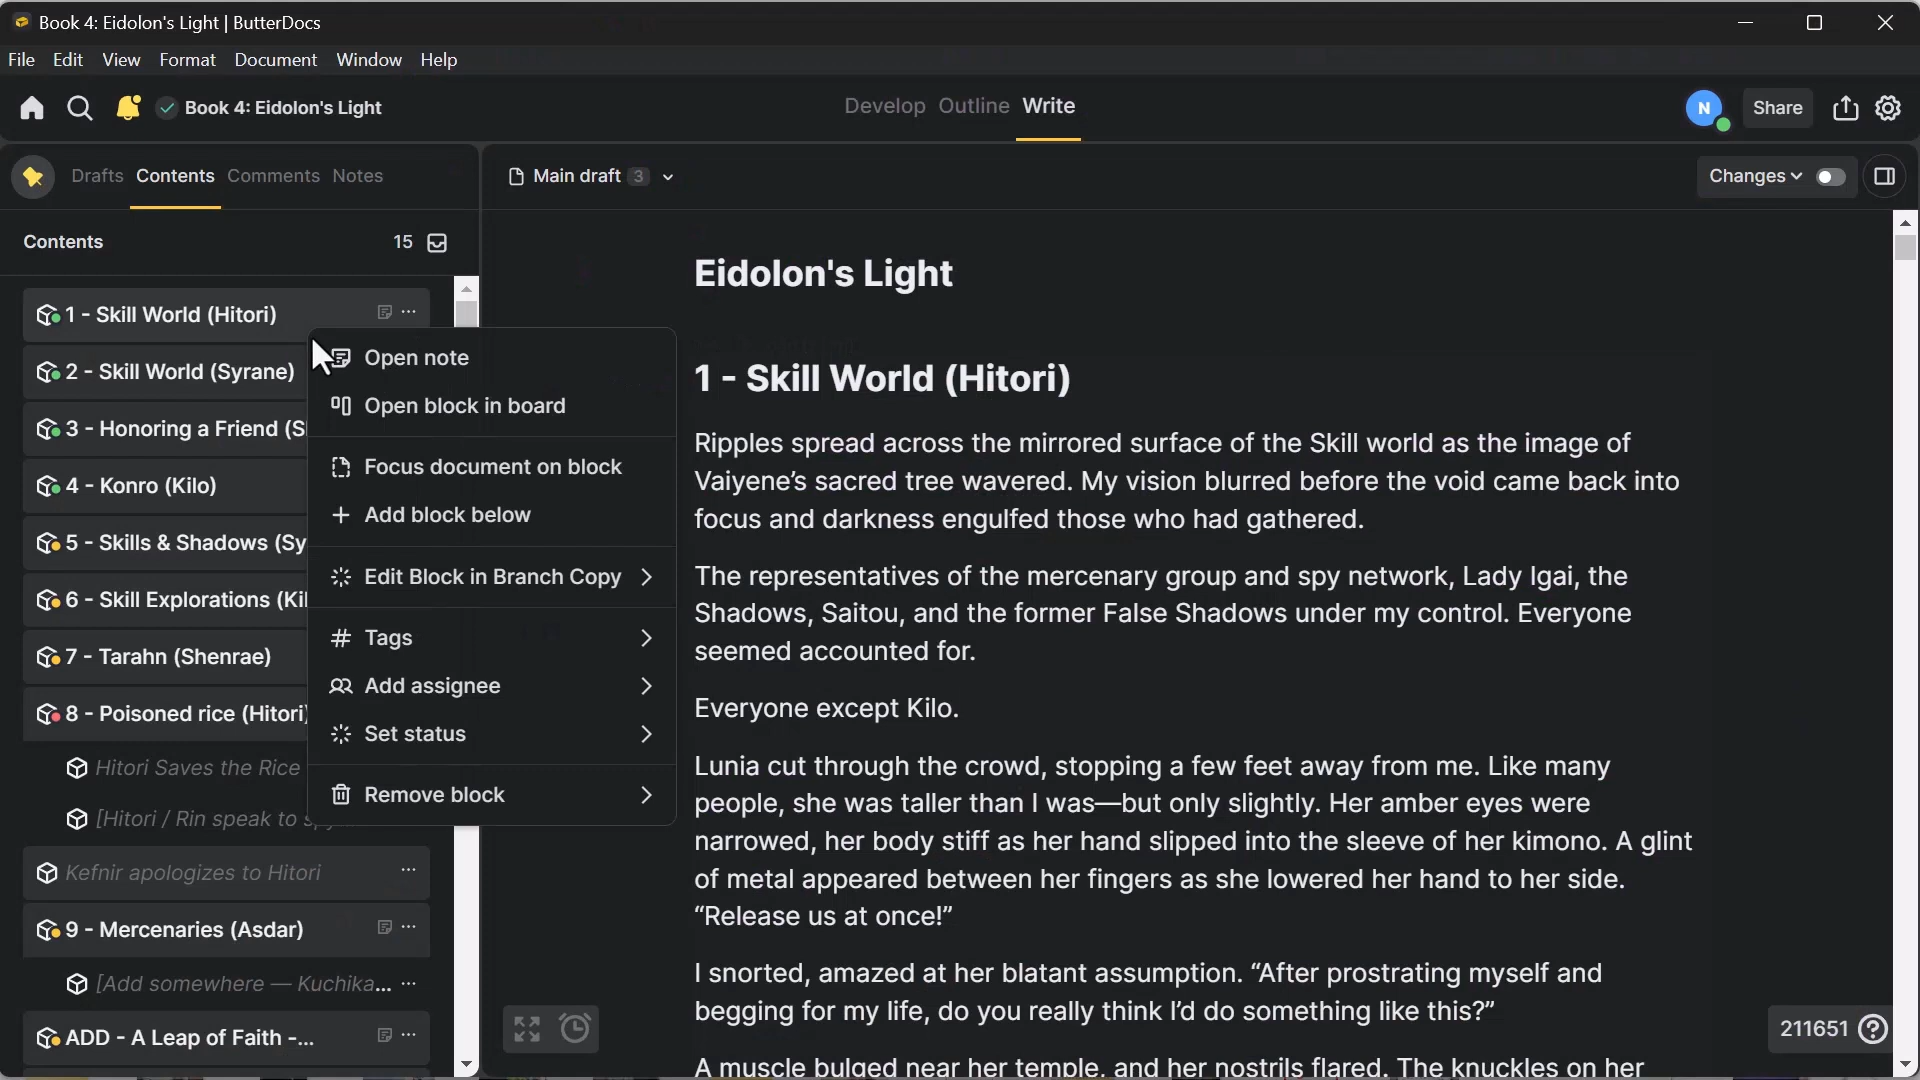 Book 4: Eidolon's Light | ButterDocs
File Edit View Format Document Window Help
Book 4: Eidolon's Light
Develop Outline Write
N
Share
Drafts Contents Comments Notes
Main draft 3
Changes
Contents 15
1 - Skill World (Hitori)
2 - Skill World (Syrane)
3 - Honoring a Friend (S
4 - Konro (Kilo)
5 - Skills & Shadows (Sy
6 - Skill Explorations (Ki
7 - Tarahn (Shenrae)
8 - Poisoned rice (Hitori)
Hitori Saves the Rice
[Hitori / Rin speak to
Kefnir apologizes to Hitori
9 - Mercenaries (Asdar)
[Add somewhere — Kuchika...
ADD - A Leap of Faith -...
Open note
Open block in board
Focus document on block
Add block below
Edit Block in Branch Copy
Tags
Add assignee
Set status
Remove block
Eidolon's Light
1 - Skill World (Hitori)
Ripples spread across the mirrored surface of the Skill world as the image of
Vaiyene’s sacred tree wavered. My vision blurred before the void came back into
focus and darkness engulfed those who had gathered.
The representatives of the mercenary group and spy network, Lady Igai, the
Shadows, Saitou, and the former False Shadows under my control. Everyone
seemed accounted for.
Everyone except Kilo.
Lunia cut through the crowd, stopping a few feet away from me. Like many
people, she was taller than I was—but only slightly. Her amber eyes were
narrowed, her body stiff as her hand slipped into the sleeve of her kimono. A glint
of metal appeared between her fingers as she lowered her hand to her side.
“Release us at once!”
I snorted, amazed at her blatant assumption. “After prostrating myself and
begging for my life, do you really think I’d do something like this?”
A muscle bulged near her temple, and her nostrils flared. The knuckles on her
211651